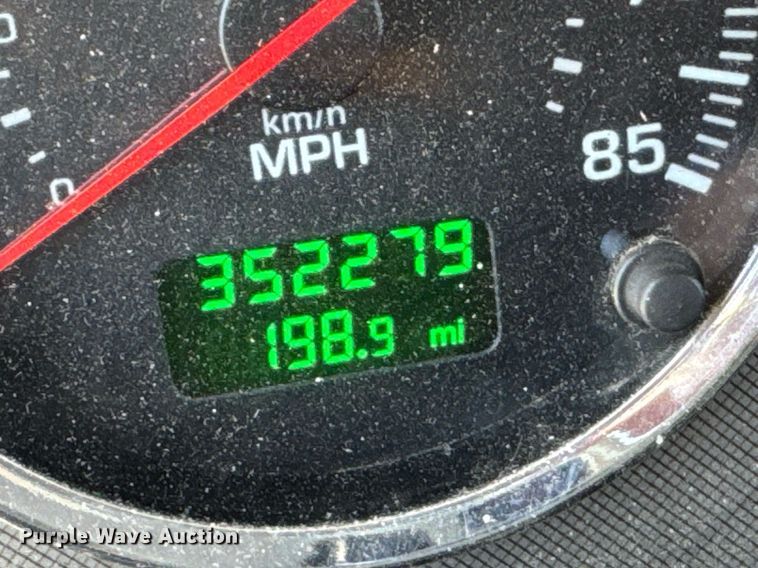 0
km/h
MPH
85
352279
198.9 mi
Purple Wave Auction